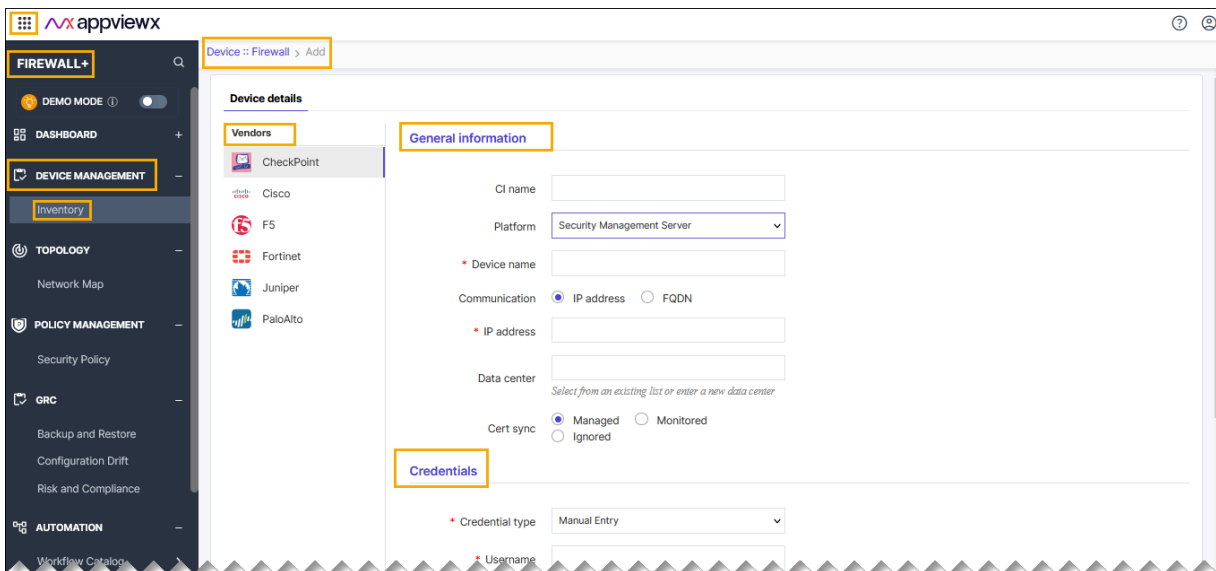 appviewx
FIREWALL+
Device :: Firewall > Add
DEMO MODE
Device details
DASHBOARD +
Vendors
General information
CheckPoint
DEVICE MANAGEMENT –
CI name
Cisco
Inventory
F5
Platform Security Management Server
TOPOLOGY –
Fortinet
* Device name
Network Map
Juniper
Communication IP address FQDN
POLICY MANAGEMENT –
PaloAlto
* IP address
Security Policy
Data center
Select from an existing list or enter a new data center
GRC –
Cert sync Managed Monitored
Ignored
Backup and Restore
Configuration Drift
Credentials
Risk and Compliance
AUTOMATION –
* Credential type Manual Entry
Workflow Catalog
* Username